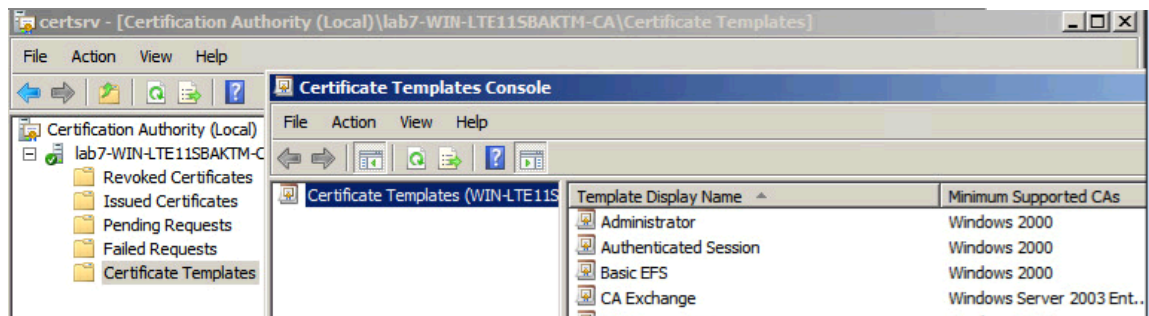 certsrv - [Certification Authority (Local)\lab7-WIN-LTE11SBAKTM-CA\Certificate Templates]
File Action View Help
Certificate Templates Console
File Action View Help
Certification Authority (Local)
lab7-WIN-LTE11SBAKTM-C
Revoked Certificates
Issued Certificates
Pending Requests
Failed Requests
Certificate Templates
Certificate Templates (WIN-LTE11S
Template Display Name Minimum Supported CAs
Administrator Windows 2000
Authenticated Session Windows 2000
Basic EFS Windows 2000
CA Exchange Windows Server 2003 Ent...